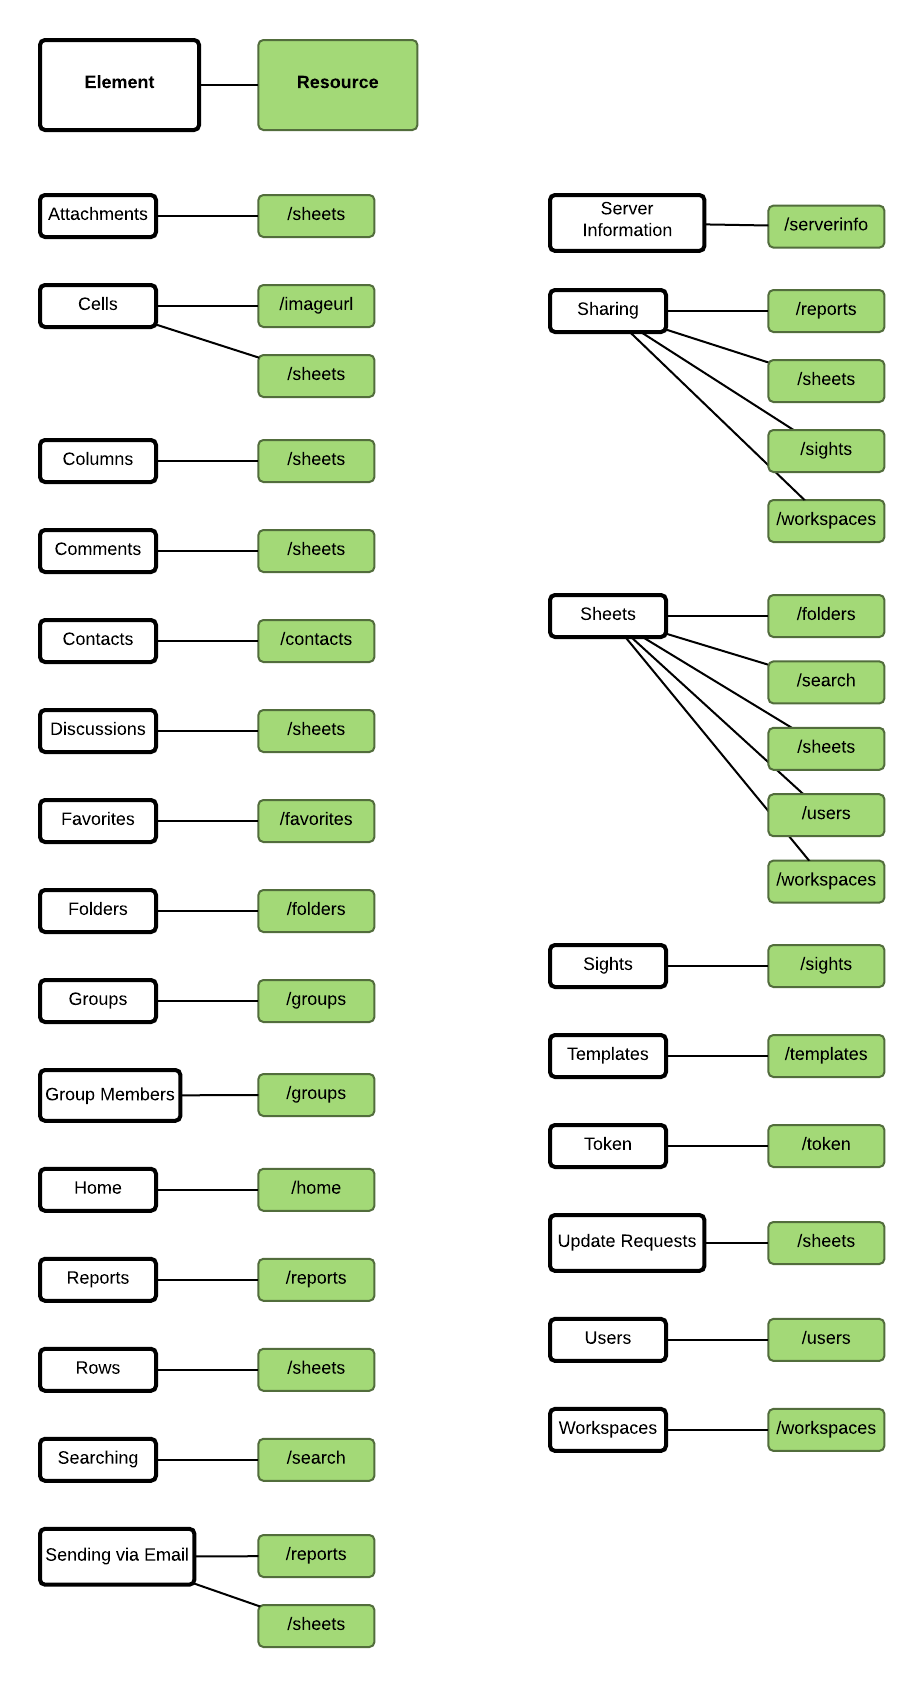 Element
Resource
Attachments
/sheets
Cells
/imageurl
/sheets
Columns
/sheets
Comments
/sheets
Contacts
/contacts
Discussions
/sheets
Favorites
/favorites
Folders
/folders
Groups
/groups
Group Members
/groups
Home
/home
Reports
/reports
Rows
/sheets
Searching
/search
Sending via Email
/reports
/sheets
Server
Information
/serverinfo
Sharing
/reports
/sheets
/sights
/workspaces
Sheets
/folders
/search
/sheets
/users
/workspaces
Sights
/sights
Templates
/templates
Token
/token
Update Requests
/sheets
Users
/users
Workspaces
/workspaces